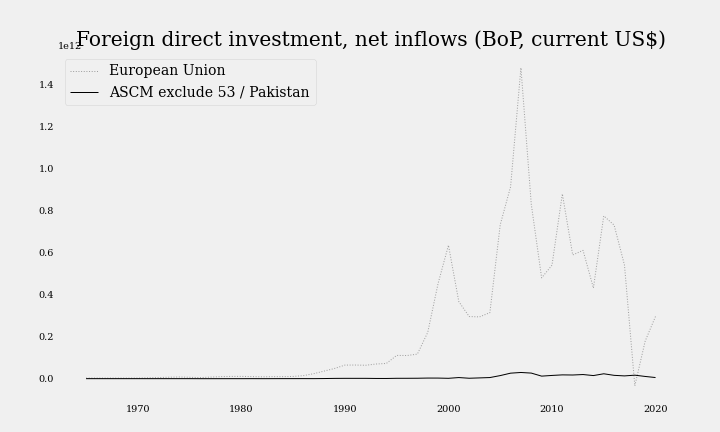 Foreign direct investment, net inflows (BoP, current US$)
1e12
European Union
ASCM exclude 53 / Pakistan
1.4
1.2
1.0
0.8
0.6
0.4
0.2
0.0
1970 1980 1990 2000 2010 2020